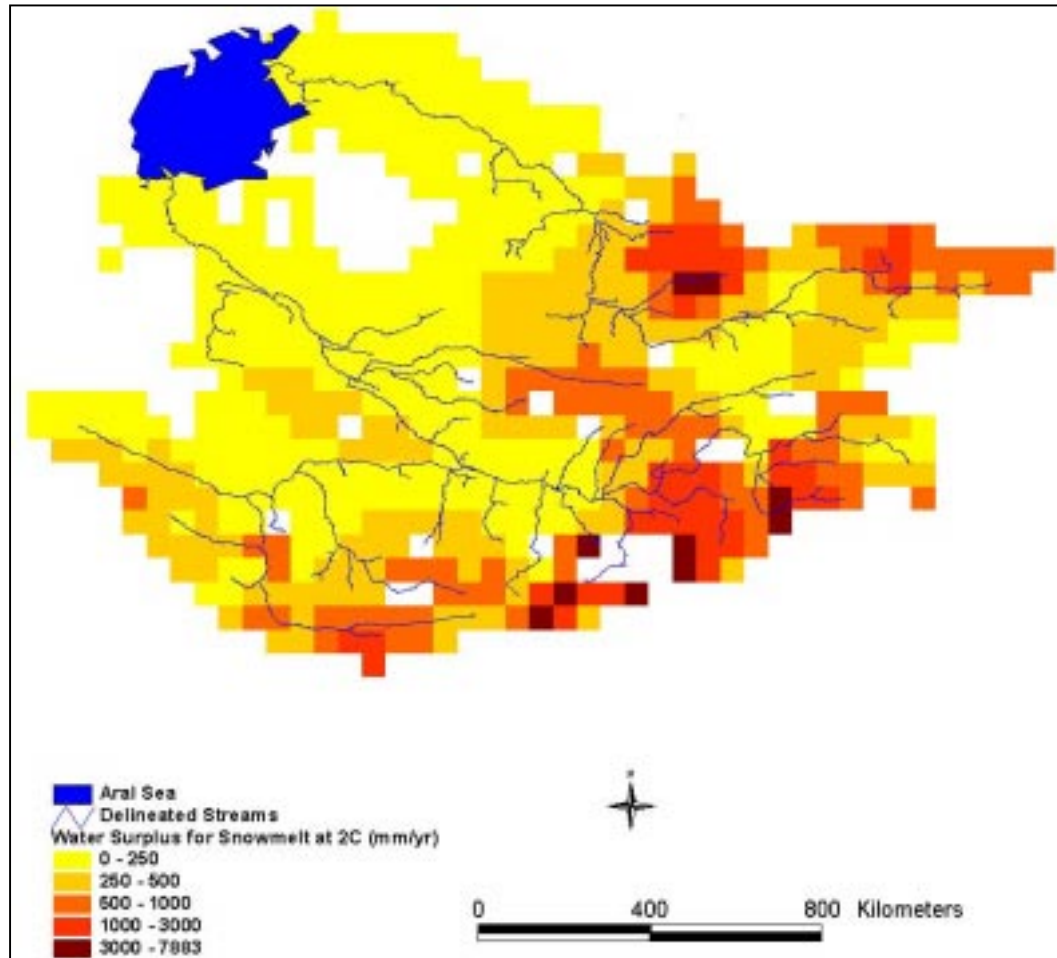 Aral Sea
Delineated Streams
Water Surplus for Snowmelt at 2C (mm/yr)
0 - 250
250 - 500
500 - 1000
1000 - 3000
3000 - 7883
0 400 800 Kilometers